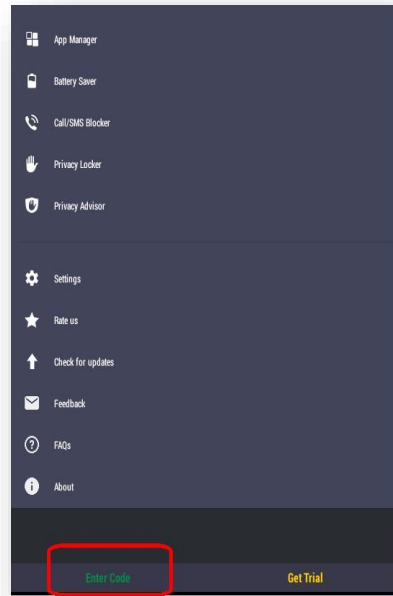 App Manager
Battery Saver
Call/SMS Blocker
Privacy Locker
Privacy Advisor
Settings
Rate us
Check for updates
Feedback
FAQs
About
Enter Code Get Trial